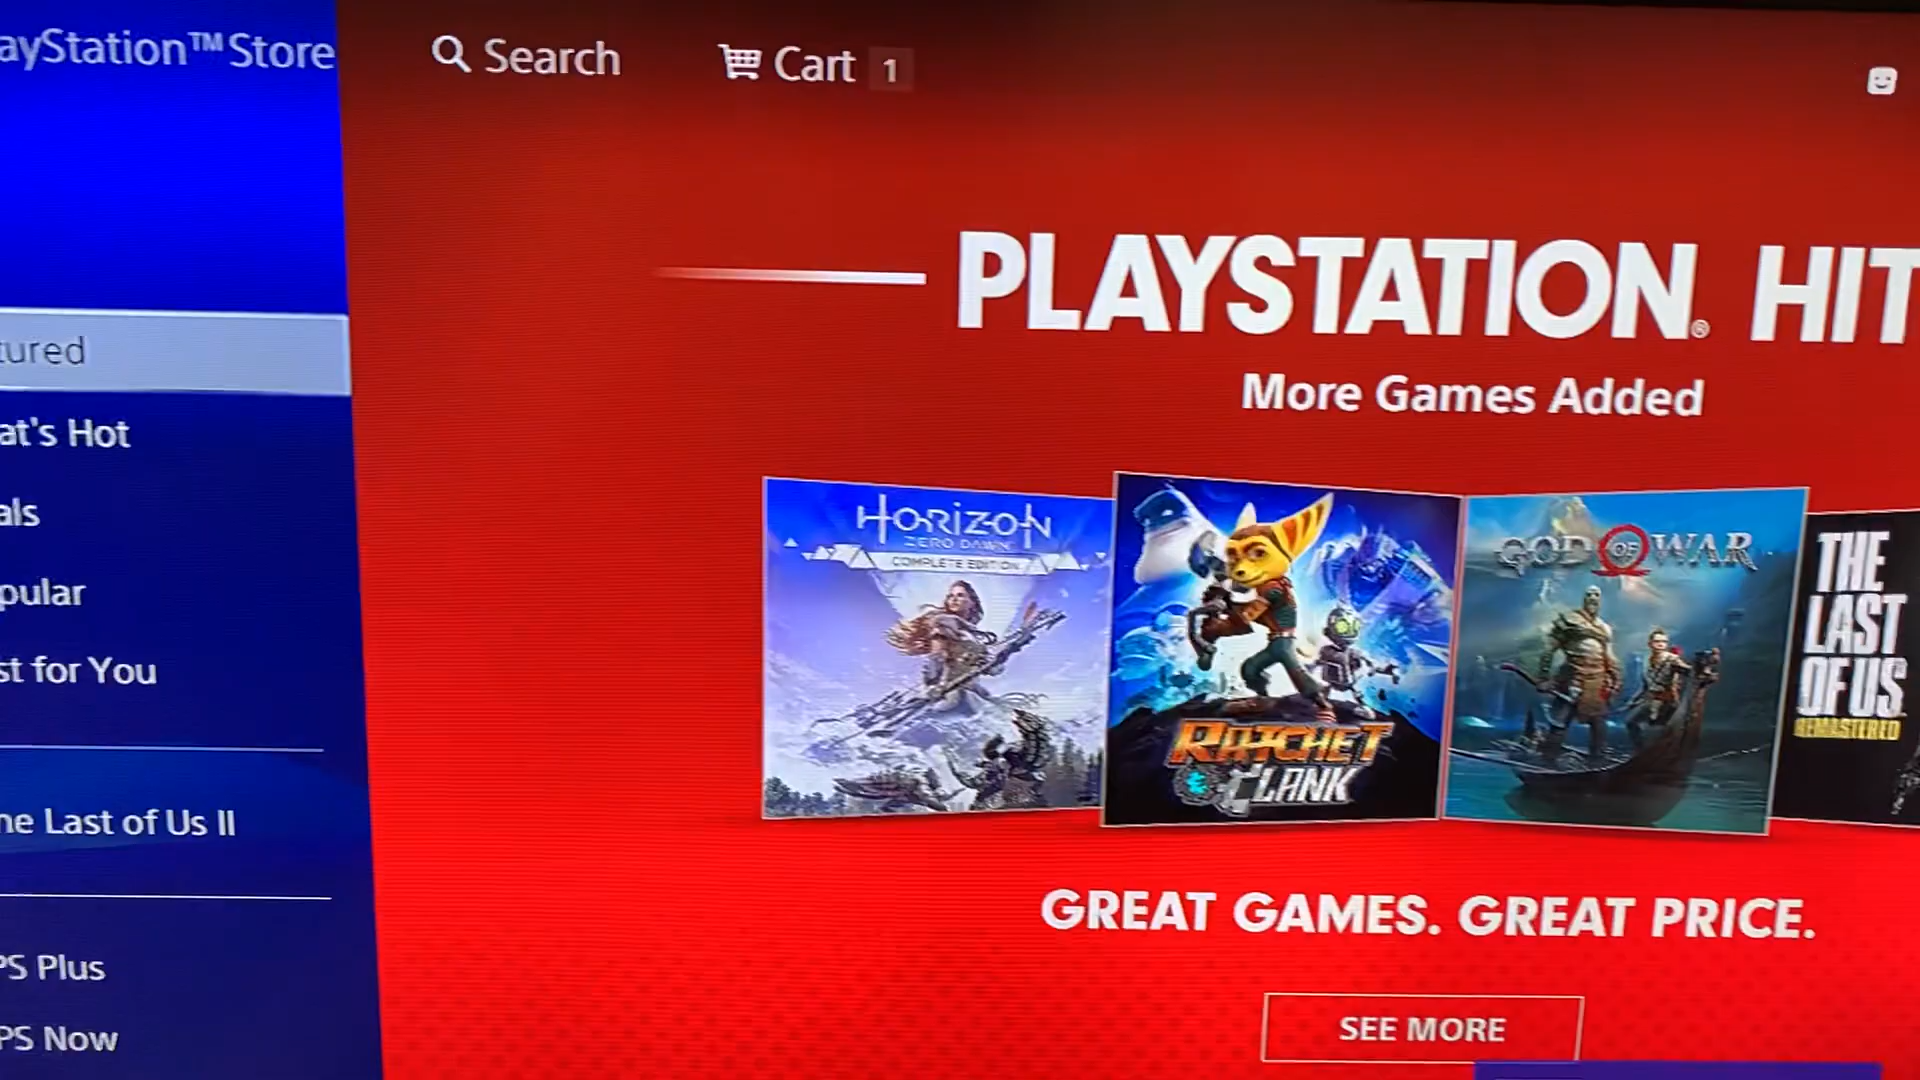 ayStation™Store
Search
Cart 1
tured
at's Hot
als
pular
st for You
ne Last of Us II
PS Plus
PS Now
PLAYSTATION® HIT
More Games Added
HORIZON
ZERO DAWN
COMPLETE EDITION
RATCHET
CLANK
GOD OF WAR
THE
LAST
OF US
REMASTERED
GREAT GAMES. GREAT PRICE.
SEE MORE